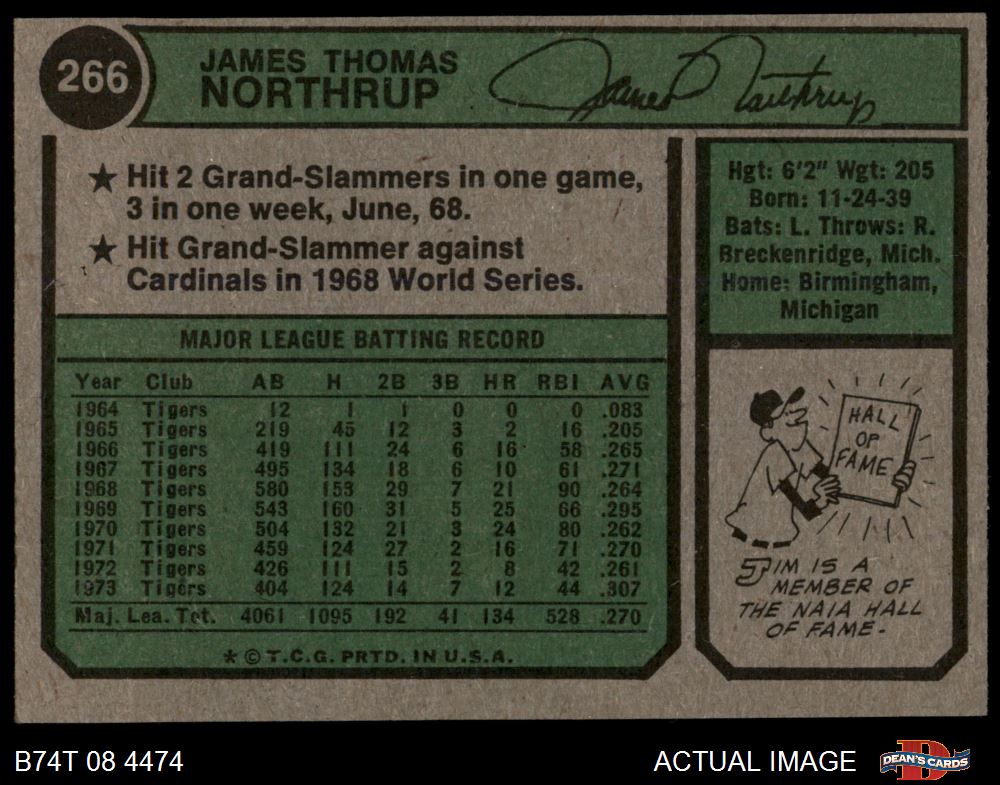 266
JAMES THOMAS
NORTHRUP
James Northrup
★ Hit 2 Grand-Slammers in one game,
3 in one week, June, 68.
★ Hit Grand-Slammer against
Cardinals in 1968 World Series.
MAJOR LEAGUE BATTING RECORD
Year Club AB H 2B 3B HR RBI AVG
1964 Tigers 12 1 1 0 0 0 .083
1965 Tigers 219 45 12 3 2 16 .205
1966 Tigers 419 111 24 6 16 58 .265
1967 Tigers 495 134 18 6 10 61 .271
1968 Tigers 580 153 29 7 21 90 .264
1969 Tigers 543 160 31 5 25 66 .295
1970 Tigers 504 132 21 3 24 80 .262
1971 Tigers 459 124 27 2 16 71 .270
1972 Tigers 426 111 15 2 8 42 .261
1973 Tigers 404 124 14 7 12 44 .307
Maj. Lea. Tot. 4061 1095 192 41 134 528 .270
* © T.C.G. PRTD. IN U.S.A.
Hgt: 6'2" Wgt: 205
Born: 11-24-39
Bats: L. Throws: R.
Breckenridge, Mich.
Home: Birmingham,
Michigan
HALL
OF
FAME
JIM IS A
MEMBER OF
THE NAIA HALL
OF FAME.
B74T 08 4474
ACTUAL IMAGE
DEAN'S CARDS